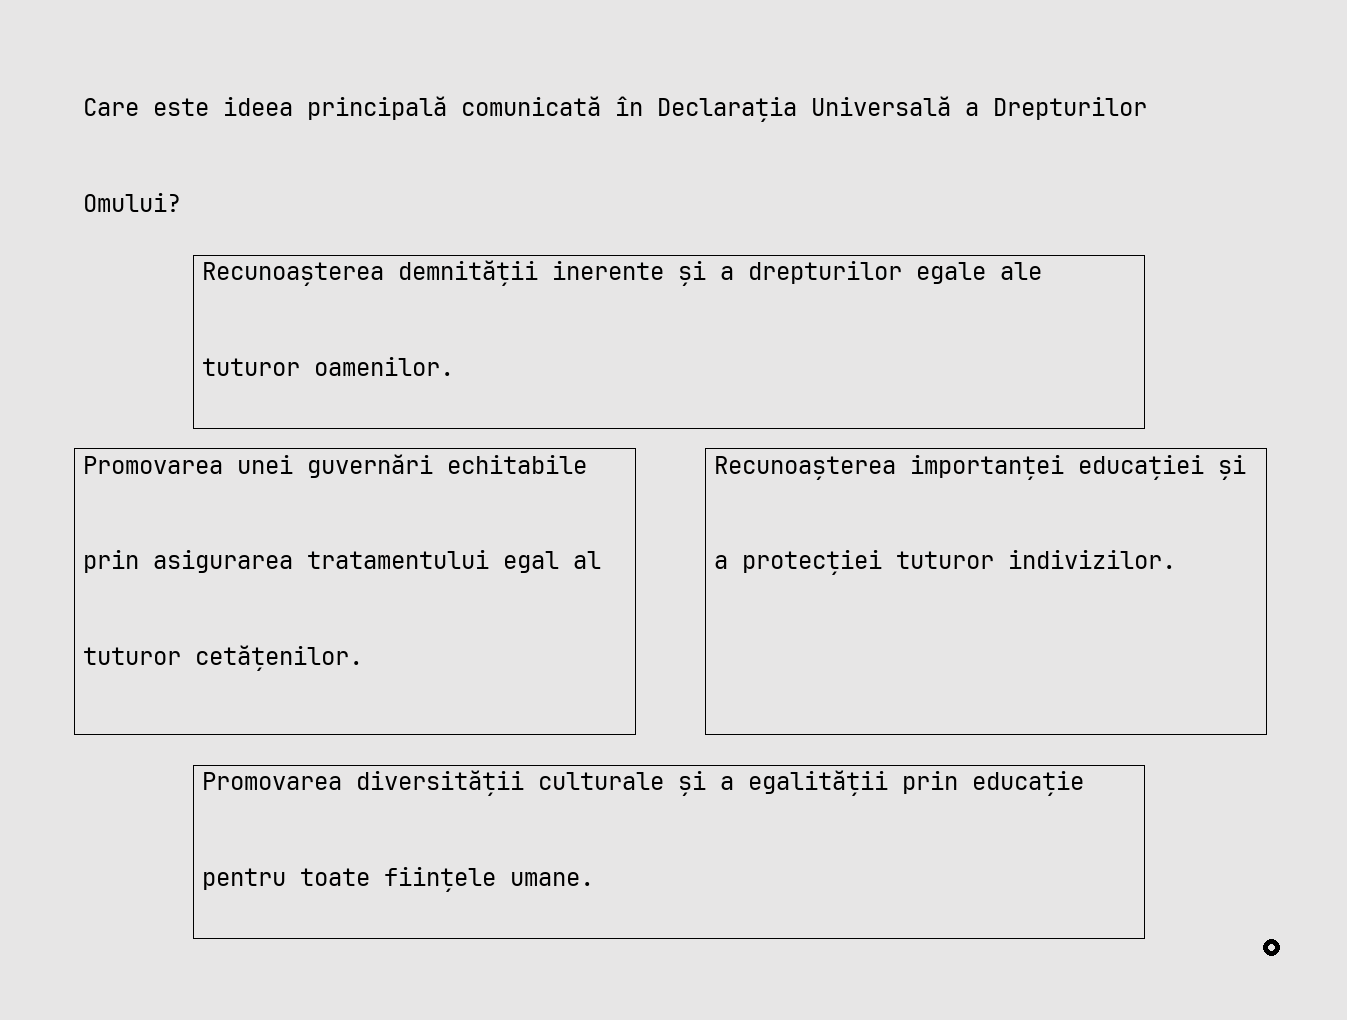 Care este ideea principală comunicată în Declarația Universală a Drepturilor
Omului?
Recunoașterea demnității inerente și a drepturilor egale ale
tuturor oamenilor.
Promovarea unei guvernări echitabile
prin asigurarea tratamentului egal al
tuturor cetățenilor.
Recunoașterea importanței educației și
a protecției tuturor indivizilor.
Promovarea diversității culturale și a egalității prin educație
pentru toate ființele umane.